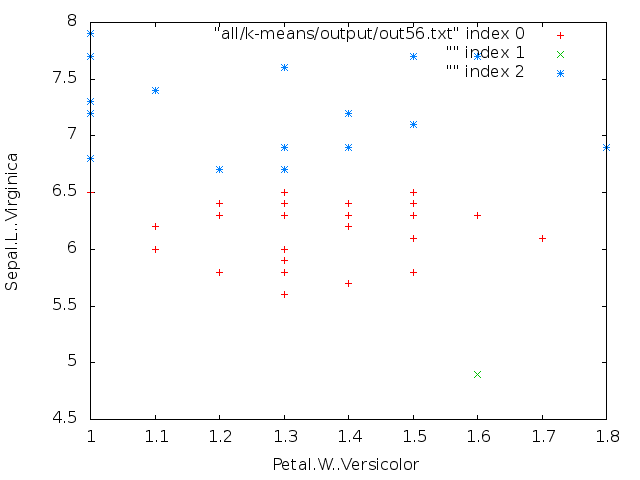 "all/k-means/output/out56.txt" index 0
"" index 1
"" index 2
8
7.5
7
6.5
6
5.5
5
4.5
Sepal.L..Virginica
1 1.1 1.2 1.3 1.4 1.5 1.6 1.7 1.8
Petal.W..Versicolor